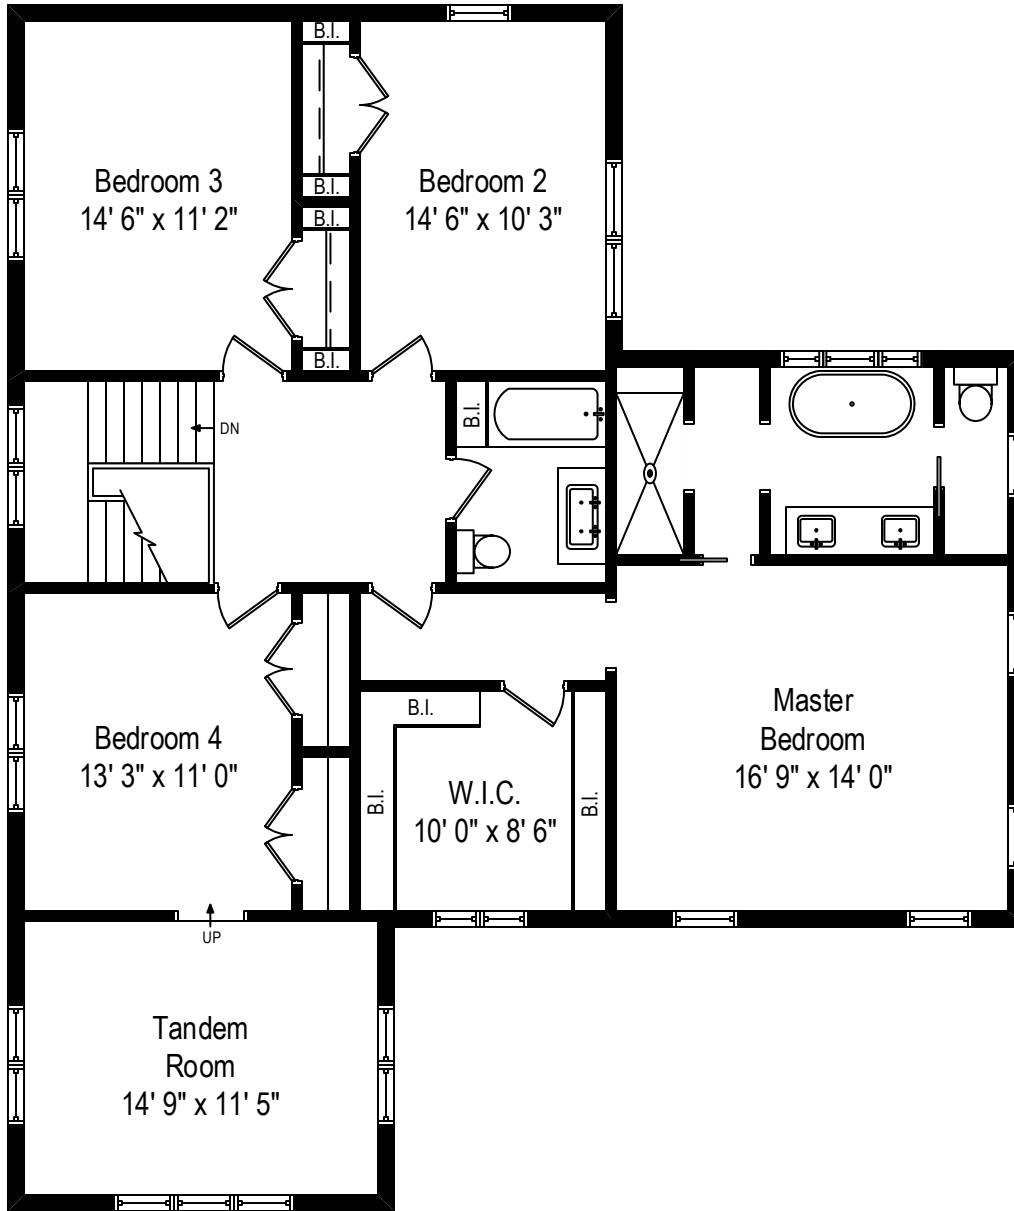 B.I.
Bedroom 3
14' 6" x 11' 2"
Bedroom 2
14' 6" x 10' 3"
B.I.
B.I.
B.I.
B.I.
DN
Master
Bedroom
16' 9" x 14' 0"
B.I.
Bedroom 4
13' 3" x 11' 0"
B.I.
W.I.C.
10' 0" x 8' 6"
B.I.
UP
Tandem
Room
14' 9" x 11' 5"